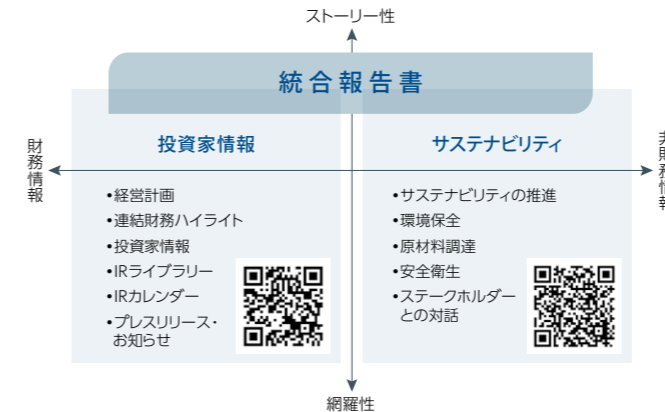 ストーリー性
統合報告書
財務情報
投資家情報
•経営計画
•連結財務ハイライト
•投資家情報
•IRライブラリー
•IRカレンダー
•プレスリリース・
お知らせ
サステナビリティ
•サステナビリティの推進
•環境保全
•原材料調達
•安全衛生
•ステークホルダー
との対話
非財務情報
網羅性